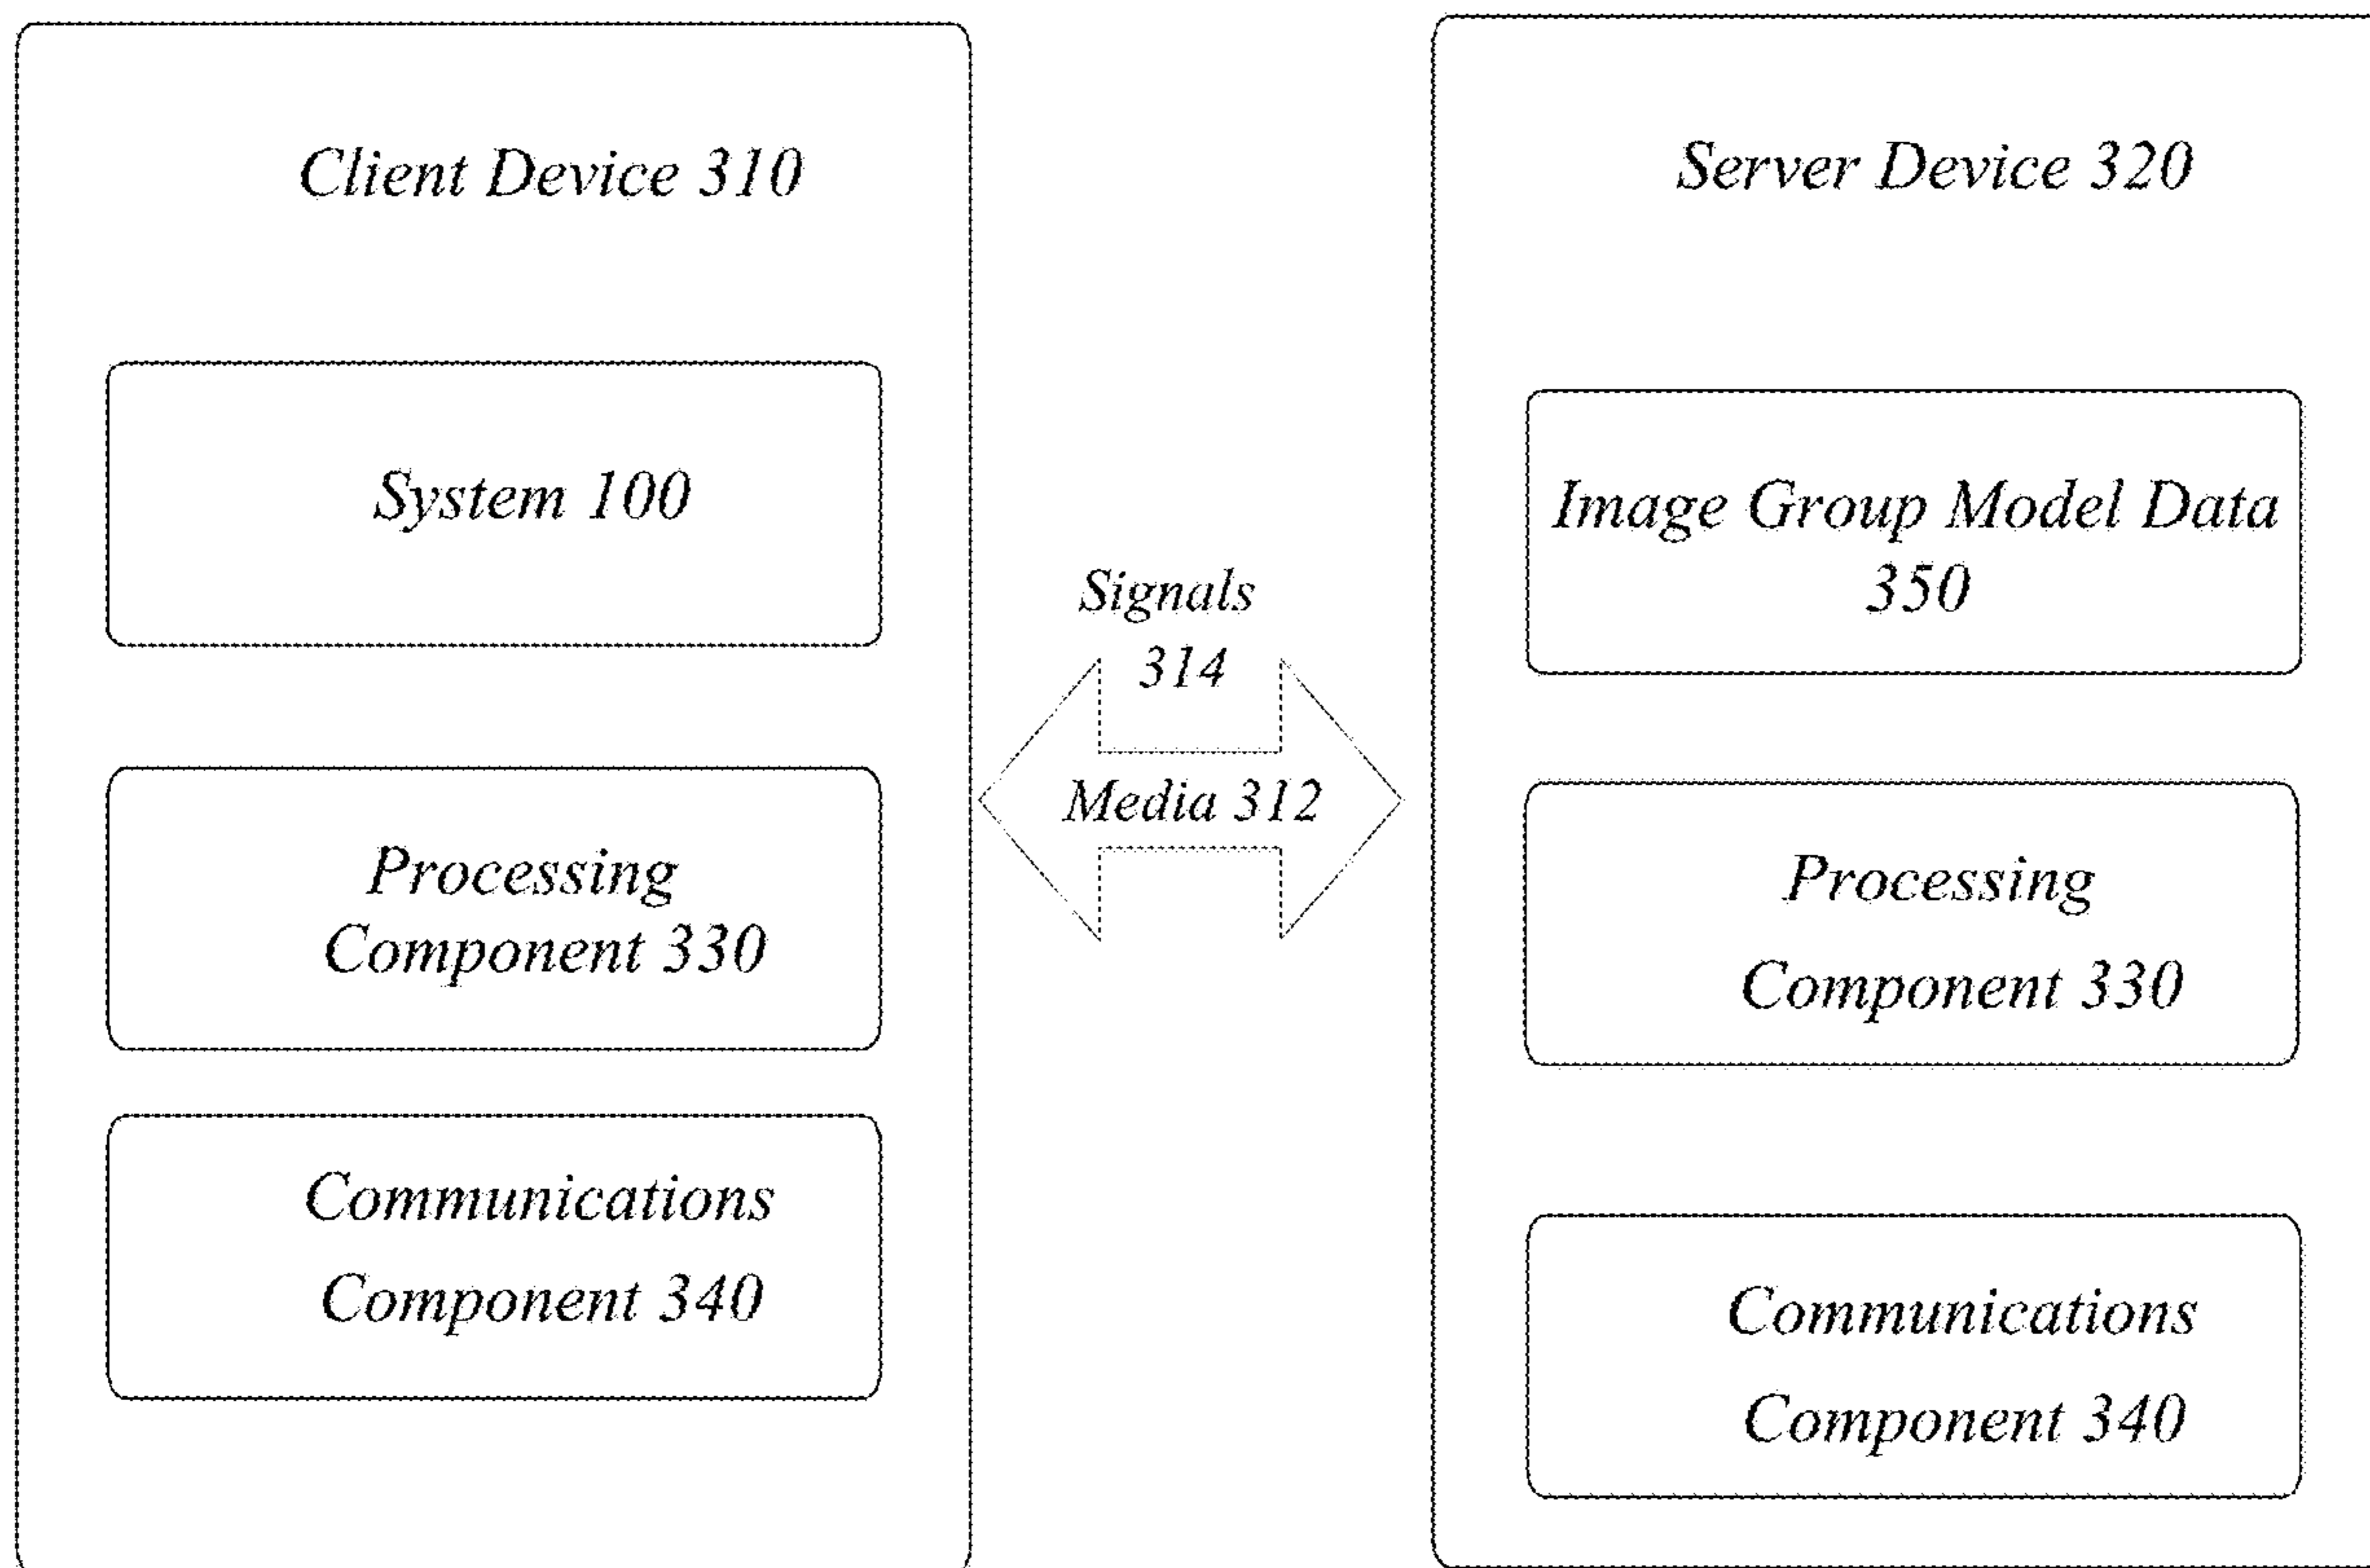 Client Device 310
System 100
Processing
Component 330
Communications
Component 340
Signals
314
Media 312
Server Device 320
Image Group Model Data
350
Processing
Component 330
Communications
Component 340